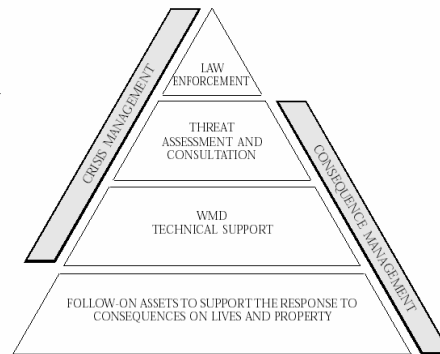 CRISIS MANAGEMENT
LAW
ENFORCEMENT
THREAT
ASSESSMENT AND
CONSULTATION
CONSEQUENCE MANAGEMENT
WMD
TECHNICAL SUPPORT
FOLLOW-ON ASSETS TO SUPPORT THE RESPONSE TO
CONSEQUENCES ON LIVES AND PROPERTY